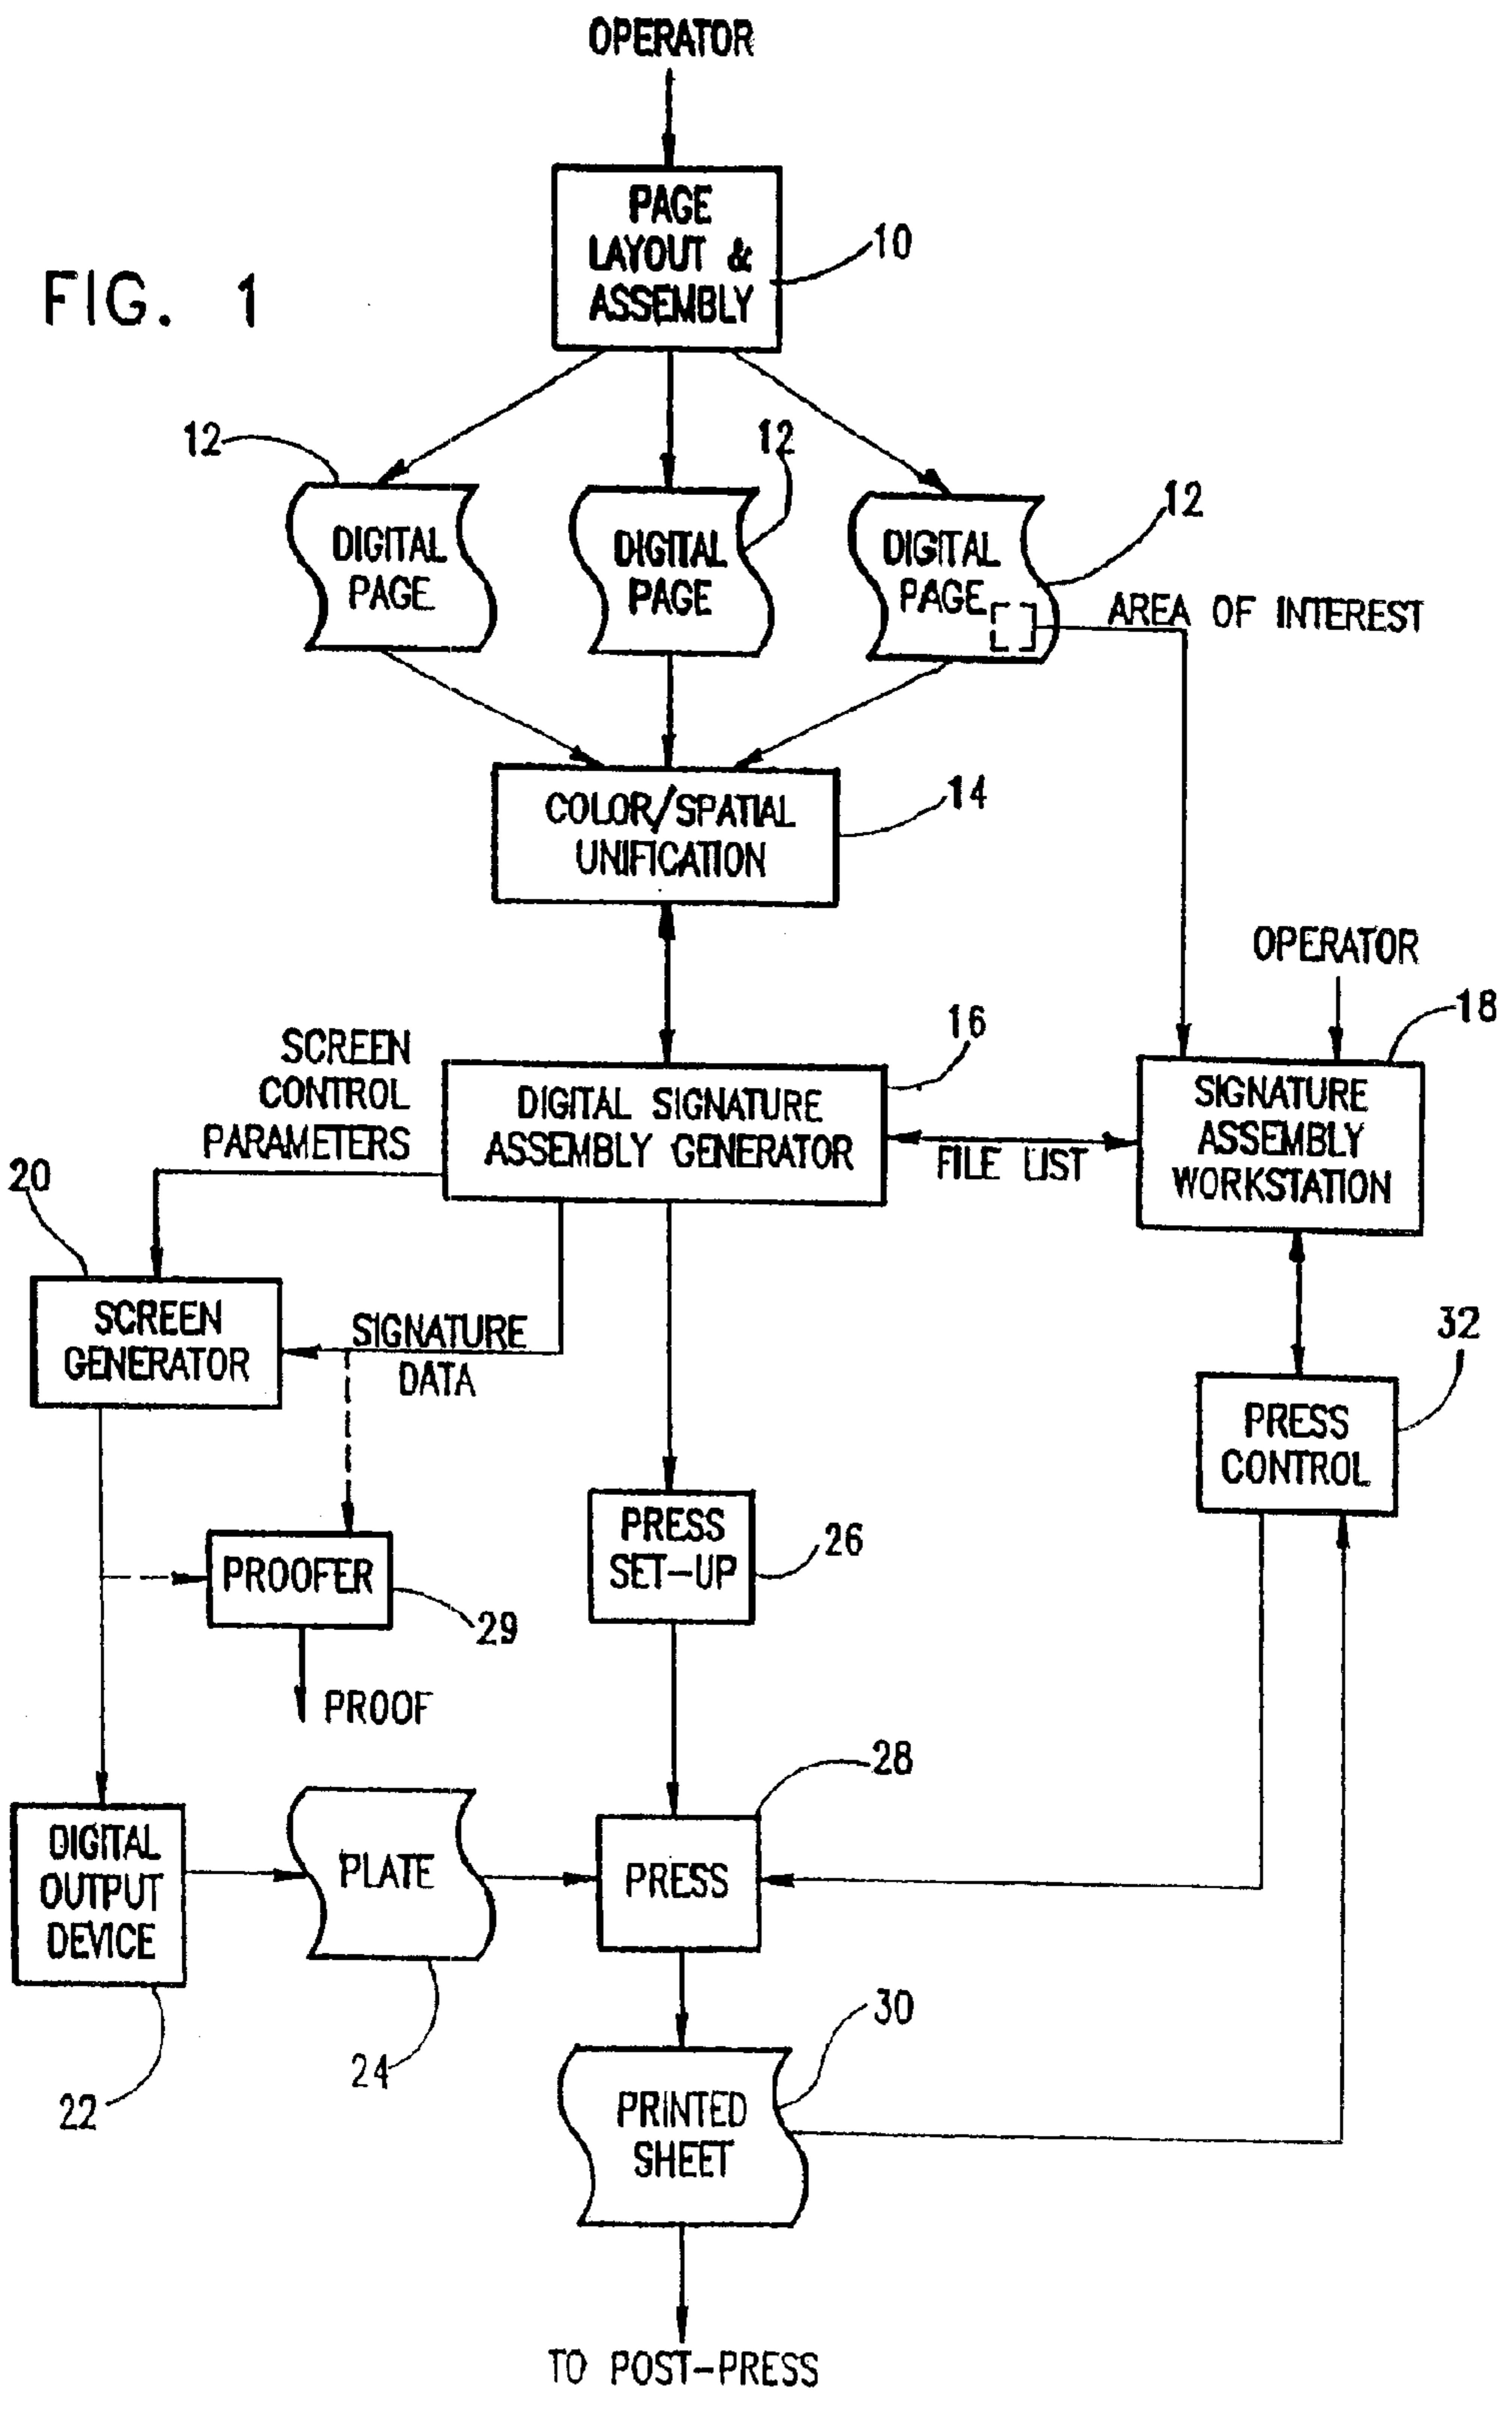 OPERATOR
PAGE
LAYOUT &
ASSEMBLY
10
FIG. 1
12
12
12
DIGITAL
PAGE
DIGITAL
PAGE
DIGITAL
PAGE
AREA OF INTEREST
COLOR/SPATIAL
UNIFICATION
14
OPERATOR
18
16
SCREEN
CONTROL
PARAMETERS
DIGITAL SIGNATURE
ASSEMBLY GENERATOR
FILE LIST
SIGNATURE
ASSEMBLY
WORKSTATION
20
SCREEN
GENERATOR
SIGNATURE
DATA
32
PRESS
CONTROL
PRESS
SET-UP
26
PROOFER
29
PROOF
28
DIGITAL
OUTPUT
DEVICE
PLATE
PRESS
22
24
30
PRINTED
SHEET
TO POST-PRESS